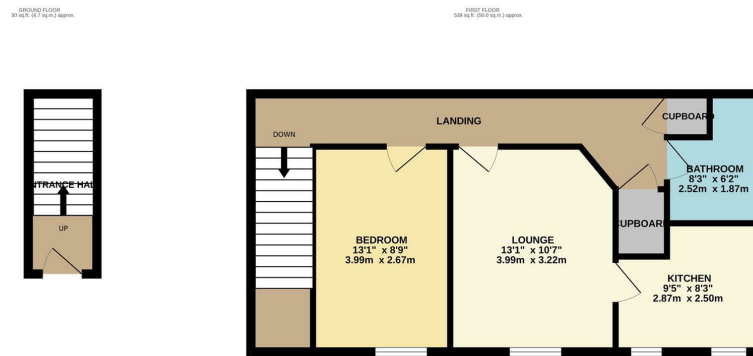 GROUND FLOOR
50 sq.ft. (4.7 sq.m.) approx.
FIRST FLOOR
538 sq.ft. (50.0 sq.m.) approx.
ENTRANCE HALL
UP
DOWN
LANDING
CUPBOARD
BATHROOM
8'3" x 6'2"
2.52m x 1.87m
BEDROOM
13'1" x 8'9"
3.99m x 2.67m
LOUNGE
13'1" x 10'7"
3.99m x 3.22m
CUPBOARD
KITCHEN
9'5" x 8'3"
2.87m x 2.50m